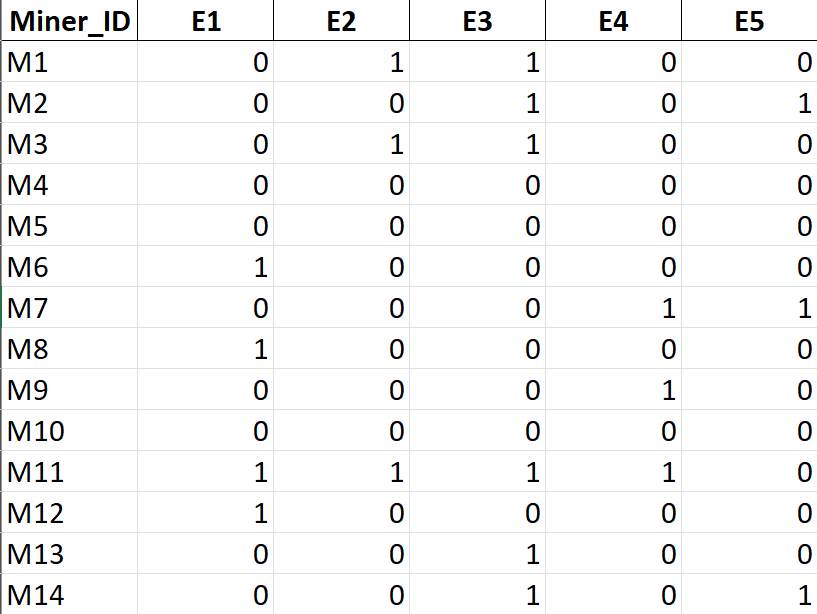 Miner_ID E1 E2 E3 E4 E5
M1 0 1 1 0 0
M2 0 0 1 0 1
M3 0 1 1 0 0
M4 0 0 0 0 0
M5 0 0 0 0 0
M6 1 0 0 0 0
M7 0 0 0 1 1
M8 1 0 0 0 0
M9 0 0 0 1 0
M10 0 0 0 0 0
M11 1 1 1 1 0
M12 1 0 0 0 0
M13 0 0 1 0 0
M14 0 0 1 0 1